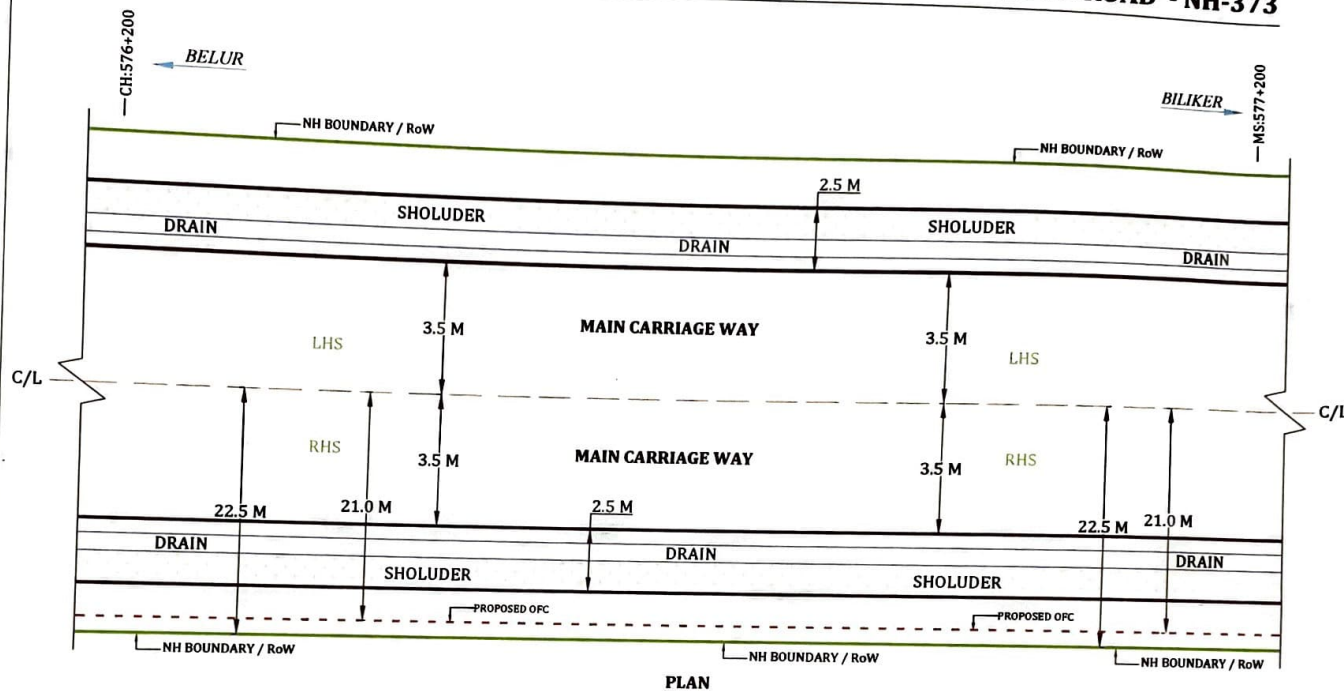 ROAD - NH-373
CH:576+200
BELUR
BILIKER
MS:577+200
NH BOUNDARY / RoW
NH BOUNDARY / RoW
2.5 M
SHOLUDER
SHOLUDER
DRAIN
DRAIN
DRAIN
3.5 M
MAIN CARRIAGE WAY
3.5 M
LHS
LHS
C/L
C/L
RHS
3.5 M
MAIN CARRIAGE WAY
3.5 M
RHS
22.5 M
21.0 M
2.5 M
22.5 M
21.0 M
DRAIN
DRAIN
DRAIN
SHOLUDER
SHOLUDER
PROPOSED OFC
PROPOSED OFC
NH BOUNDARY / RoW
NH BOUNDARY / RoW
NH BOUNDARY / RoW
PLAN